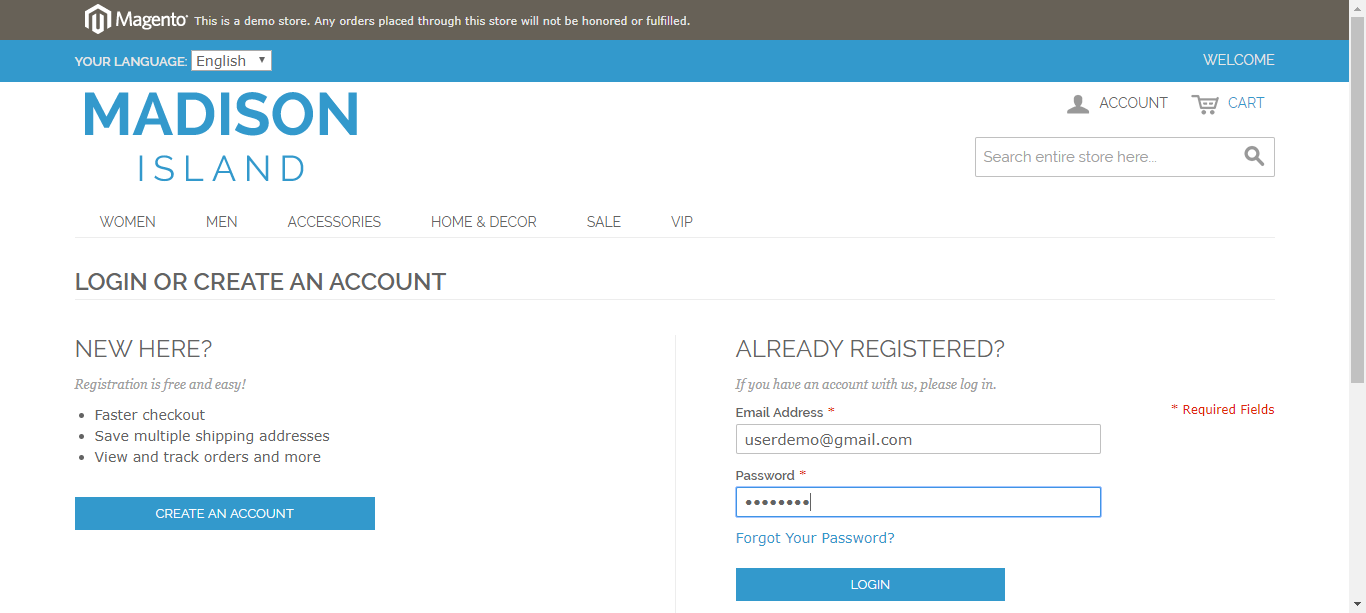 Magento This is a demo store. Any orders placed through this store will not be honored or fulfilled.
YOUR LANGUAGE: English WELCOME
MADISON
ISLAND
ACCOUNT CART
Search entire store here...
WOMEN MEN ACCESSORIES HOME & DECOR SALE VIP
LOGIN OR CREATE AN ACCOUNT
NEW HERE?
Registration is free and easy!
• Faster checkout
• Save multiple shipping addresses
• View and track orders and more
CREATE AN ACCOUNT
ALREADY REGISTERED?
If you have an account with us, please log in.
* Required Fields
Email Address *
userdemo@gmail.com
Password *
••••••••
Forgot Your Password?
LOGIN